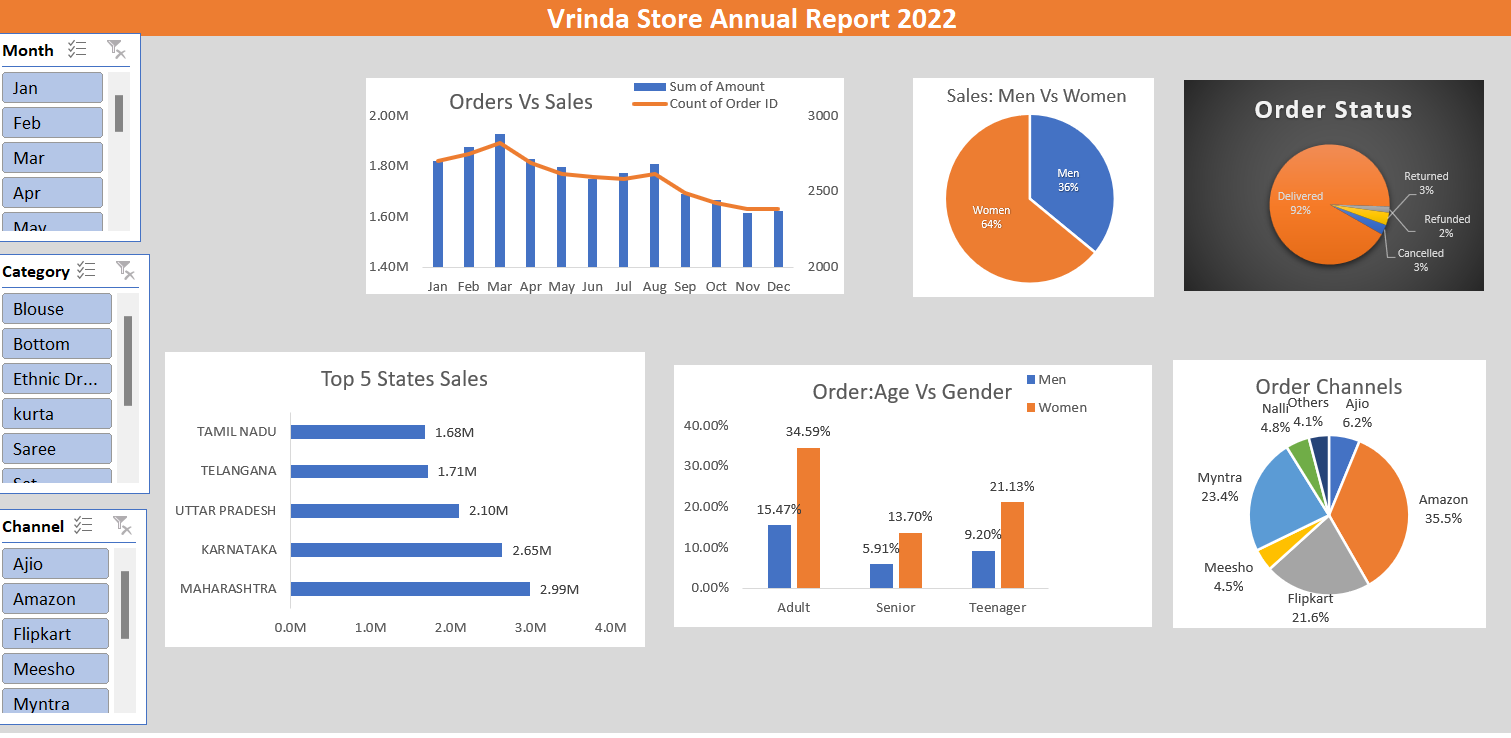 Vrinda Store Annual Report 2022
Month
Jan
Feb
Mar
Apr
May
Category
Blouse
Bottom
Ethnic Dr...
kurta
Saree
Set
Channel
Ajio
Amazon
Flipkart
Meesho
Myntra
Orders Vs Sales
Sum of Amount
Count of Order ID
2.00M
1.80M
1.60M
1.40M
3000
2500
2000
Jan Feb Mar Apr May Jun Jul Aug Sep Oct Nov Dec
Sales: Men Vs Women
Men
36%
Women
64%
Order Status
Delivered
92%
Returned
3%
Refunded
2%
Cancelled
3%
Top 5 States Sales
TAMIL NADU 1.68M
TELANGANA 1.71M
UTTAR PRADESH 2.10M
KARNATAKA 2.65M
MAHARASHTRA 2.99M
0.0M 1.0M 2.0M 3.0M 4.0M
Order:Age Vs Gender
Men
Women
40.00%
30.00%
20.00%
10.00%
0.00%
15.47% 34.59%
5.91% 13.70%
9.20% 21.13%
Adult Senior Teenager
Order Channels
Nalli
4.8%
Others
4.1%
Ajio
6.2%
Myntra
23.4%
Amazon
35.5%
Meesho
4.5%
Flipkart
21.6%